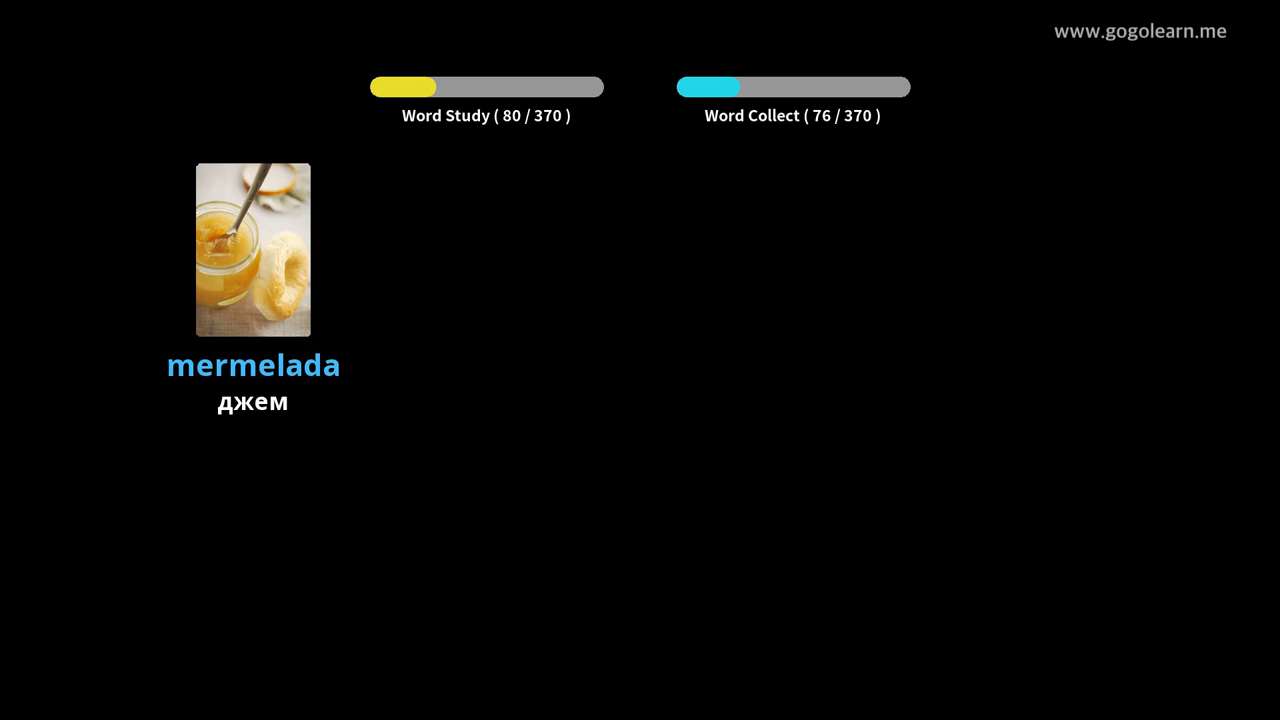 www.gogolearn.me
Word Study ( 80 / 370 )
Word Collect ( 76 / 370 )
mermelada
джем